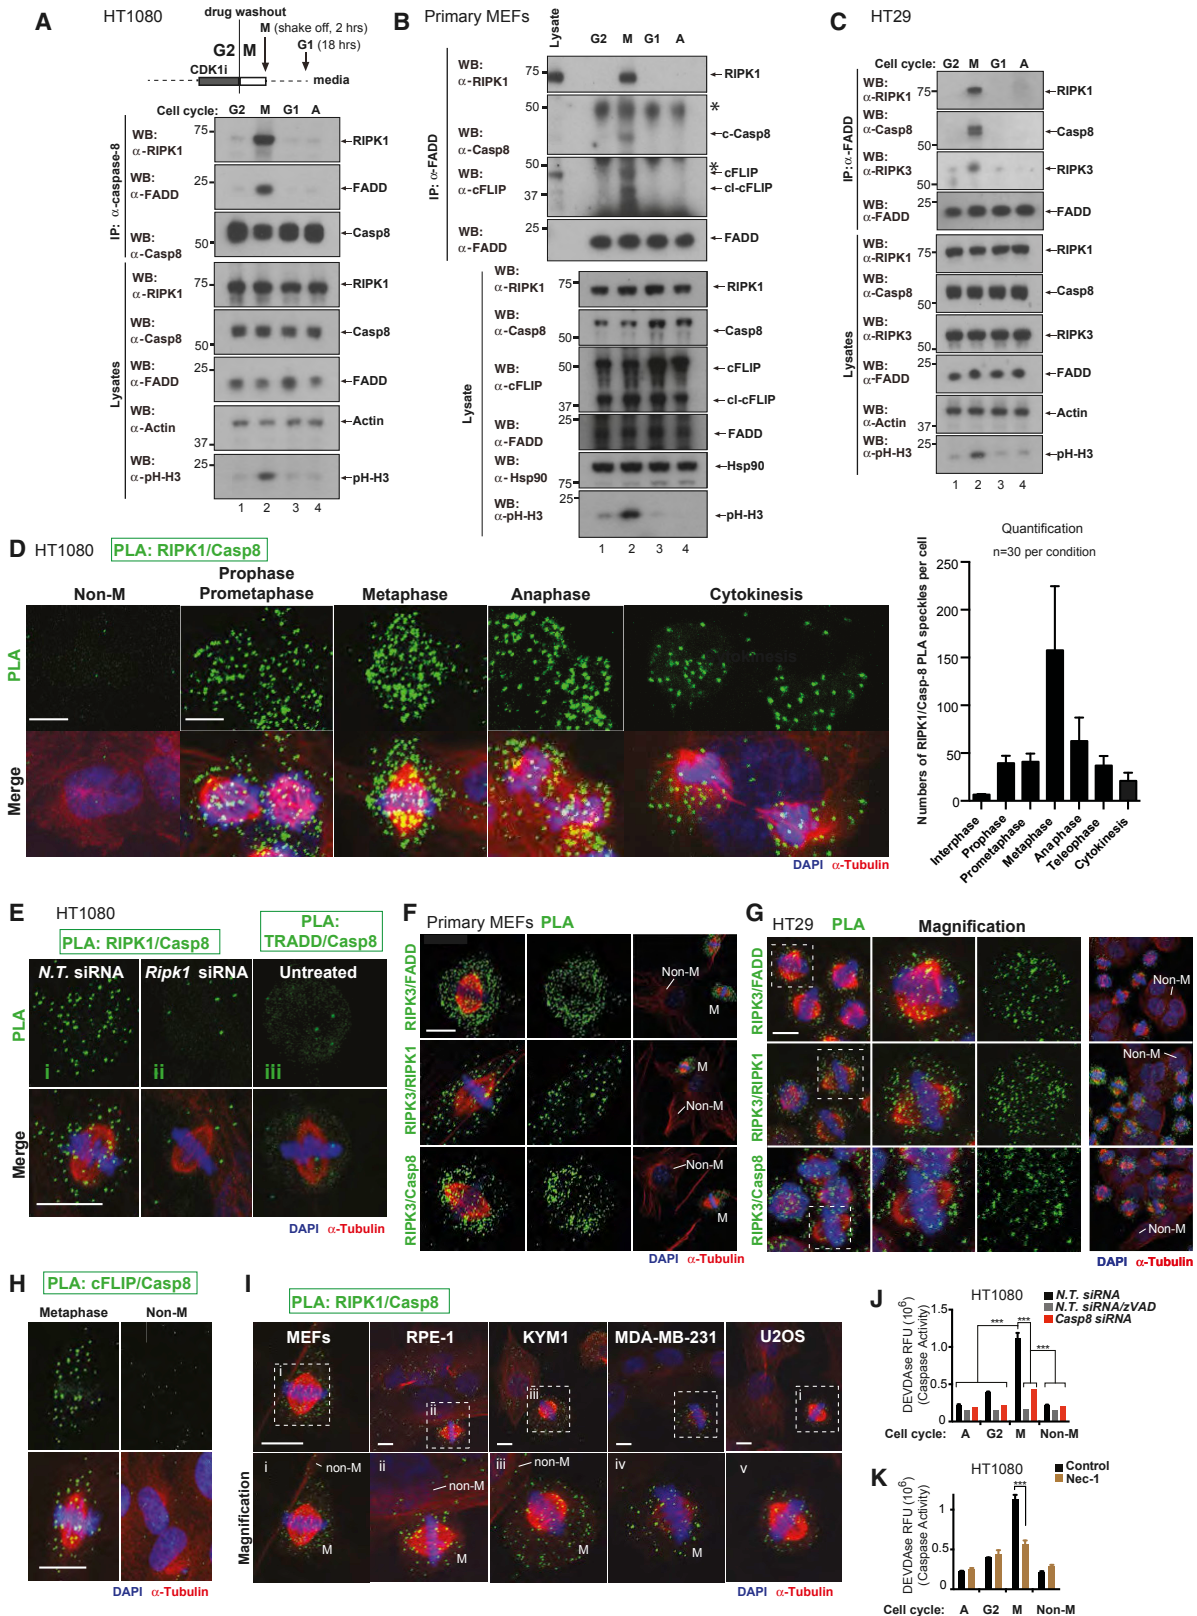 A HT1080
drug washout
M (shake off, 2 hrs)
G2 M
G1 (18 hrs)
CDK1i
media
Cell cycle: G2 M G1 A
IP: α-caspase-8
WB: α-RIPK1 75 RIPK1
WB: α-FADD 25 FADD
WB: α-Casp8 50 Casp8
Lysates
WB: α-RIPK1 75 RIPK1
WB: α-Casp8 50 Casp8
WB: α-FADD 25 FADD
WB: α-Actin 37 Actin
WB: α-pH-H3 25 pH-H3
1 2 3 4
B Primary MEFs
Lysate G2 M G1 A
IP: α-FADD
WB: α-RIPK1 75 RIPK1
WB: α-Casp8 50 * c-Casp8
WB: α-cFLIP 50 37 * cFLIP cl-cFLIP
WB: α-FADD 25 FADD
Lysate
WB: α-RIPK1 75 RIPK1
WB: α-Casp8 50 Casp8
WB: α-cFLIP 50 37 cFLIP cl-cFLIP
WB: α-FADD 25 FADD
WB: α-Hsp90 75 Hsp90
WB: α-pH-H3 25 pH-H3
1 2 3 4
C HT29
Cell cycle: G2 M G1 A
IP: α-FADD
WB: α-RIPK1 75 RIPK1
WB: α-Casp8 50 Casp8
WB: α-RIPK3 50 RIPK3
WB: α-FADD 25 FADD
Lysates
WB: α-RIPK1 75 RIPK1
WB: α-Casp8 50 Casp8
WB: α-RIPK3 50 RIPK3
WB: α-FADD 25 FADD
WB: α-Actin 37 Actin
WB: α-pH-H3 25 pH-H3
1 2 3 4
D HT1080 PLA: RIPK1/Casp8
Non-M Prophase Prometaphase Metaphase Anaphase Cytokinesis
PLA
Merge
DAPI α-Tubulin
Quantification
n=30 per condition
Numbers of RIPK1/Casp-8 PLA speckles per cell
250
200
150
100
50
0
Interphase
Prophase
Prometaphase
Metaphase
Anaphase
Teleophase
Cytokinesis
E HT1080
PLA: RIPK1/Casp8
PLA: TRADD/Casp8
N.T. siRNA Ripk1 siRNA Untreated
PLA
i ii iii
Merge
DAPI α-Tubulin
F Primary MEFs PLA
RIPK3/FADD
Non-M
M
RIPK3/RIPK1
M
Non-M
RIPK3/Casp8
Non-M
M
DAPI α-Tubulin
G HT29 PLA Magnification
RIPK3/FADD
Non-M
RIPK3/RIPK1
Non-M
RIPK3/Casp8
Non-M
DAPI α-Tubulin
H PLA: cFLIP/Casp8
Metaphase Non-M
DAPI α-Tubulin
I PLA: RIPK1/Casp8
MEFs RPE-1 KYM1 MDA-MB-231 U2OS
i ii iii i
Magnification
i non-M M
ii non-M M
iii non-M M
iv
v
DAPI α-Tubulin
J HT1080
N.T. siRNA
N.T. siRNA/zVAD
Casp8 siRNA
DEVDAse RFU (10⁶)
(Caspase Activity)
1.5
1.0
0.5
0
*** *** ***
Cell cycle: A G2 M Non-M
K HT1080
Control
Nec-1
DEVDAse RFU (10⁶)
(Caspase Activity)
1
0.5
0
***
Cell cycle: A G2 M Non-M